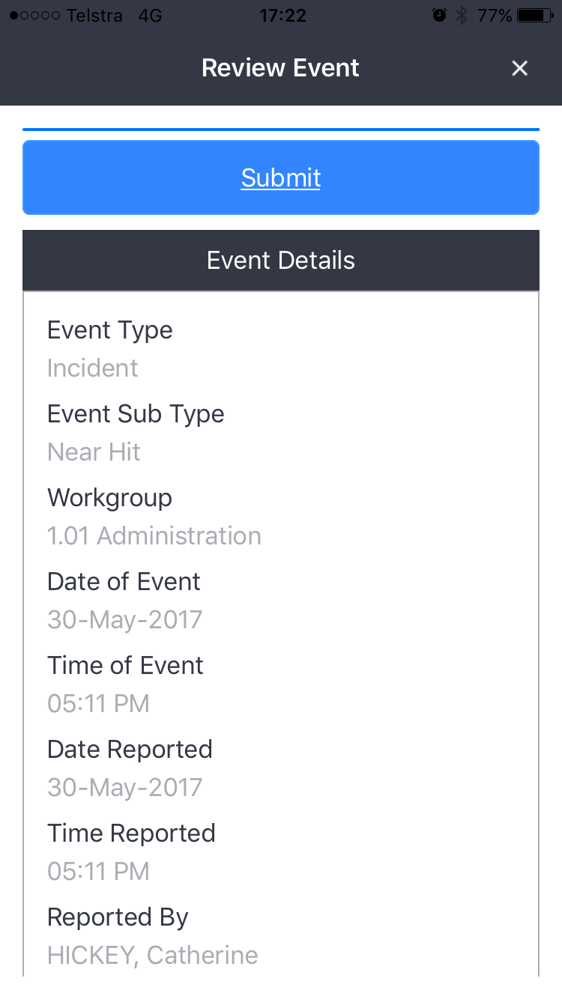 Telstra 4G 17:22 77%
Review Event
Submit
Event Details
Event Type
Incident
Event Sub Type
Near Hit
Workgroup
1.01 Administration
Date of Event
30-May-2017
Time of Event
05:11 PM
Date Reported
30-May-2017
Time Reported
05:11 PM
Reported By
HICKEY, Catherine